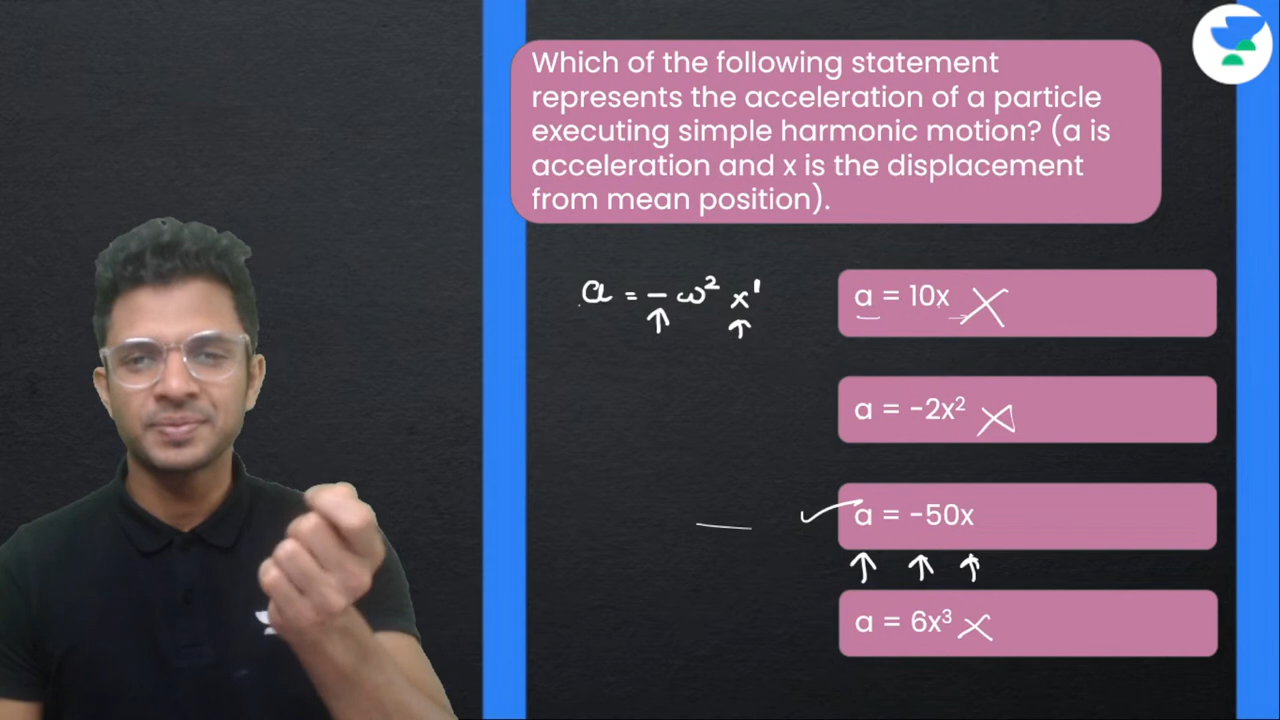 Which of the following statement
represents the acceleration of a particle
executing simple harmonic motion? (a is
acceleration and x is the displacement
from mean position).
a = - ω² x'
a = 10x
a = -2x²
a = -50x
a = 6x³